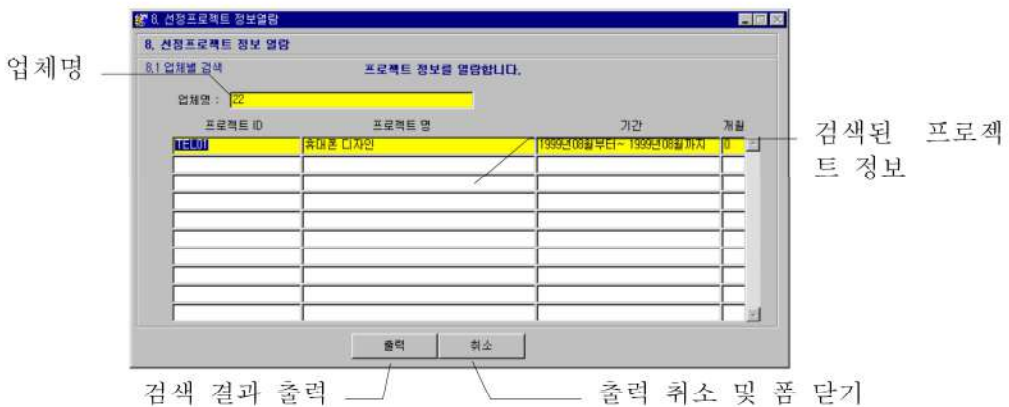 8. 선정프로젝트 정보열람
8. 선정프로젝트 정보 열람
8.1 업체별 검색
프로젝트 정보를 열람합니다.
업체명
업체명 : 22
프로젝트 ID 프로젝트 명 기간 개월
TEL01 휴대폰 디자인 1999년08월부터~ 1999년08월까지 0
검색된 프로젝
트 정보
출력 취소
검색 결과 출력
출력 취소 및 폼 닫기